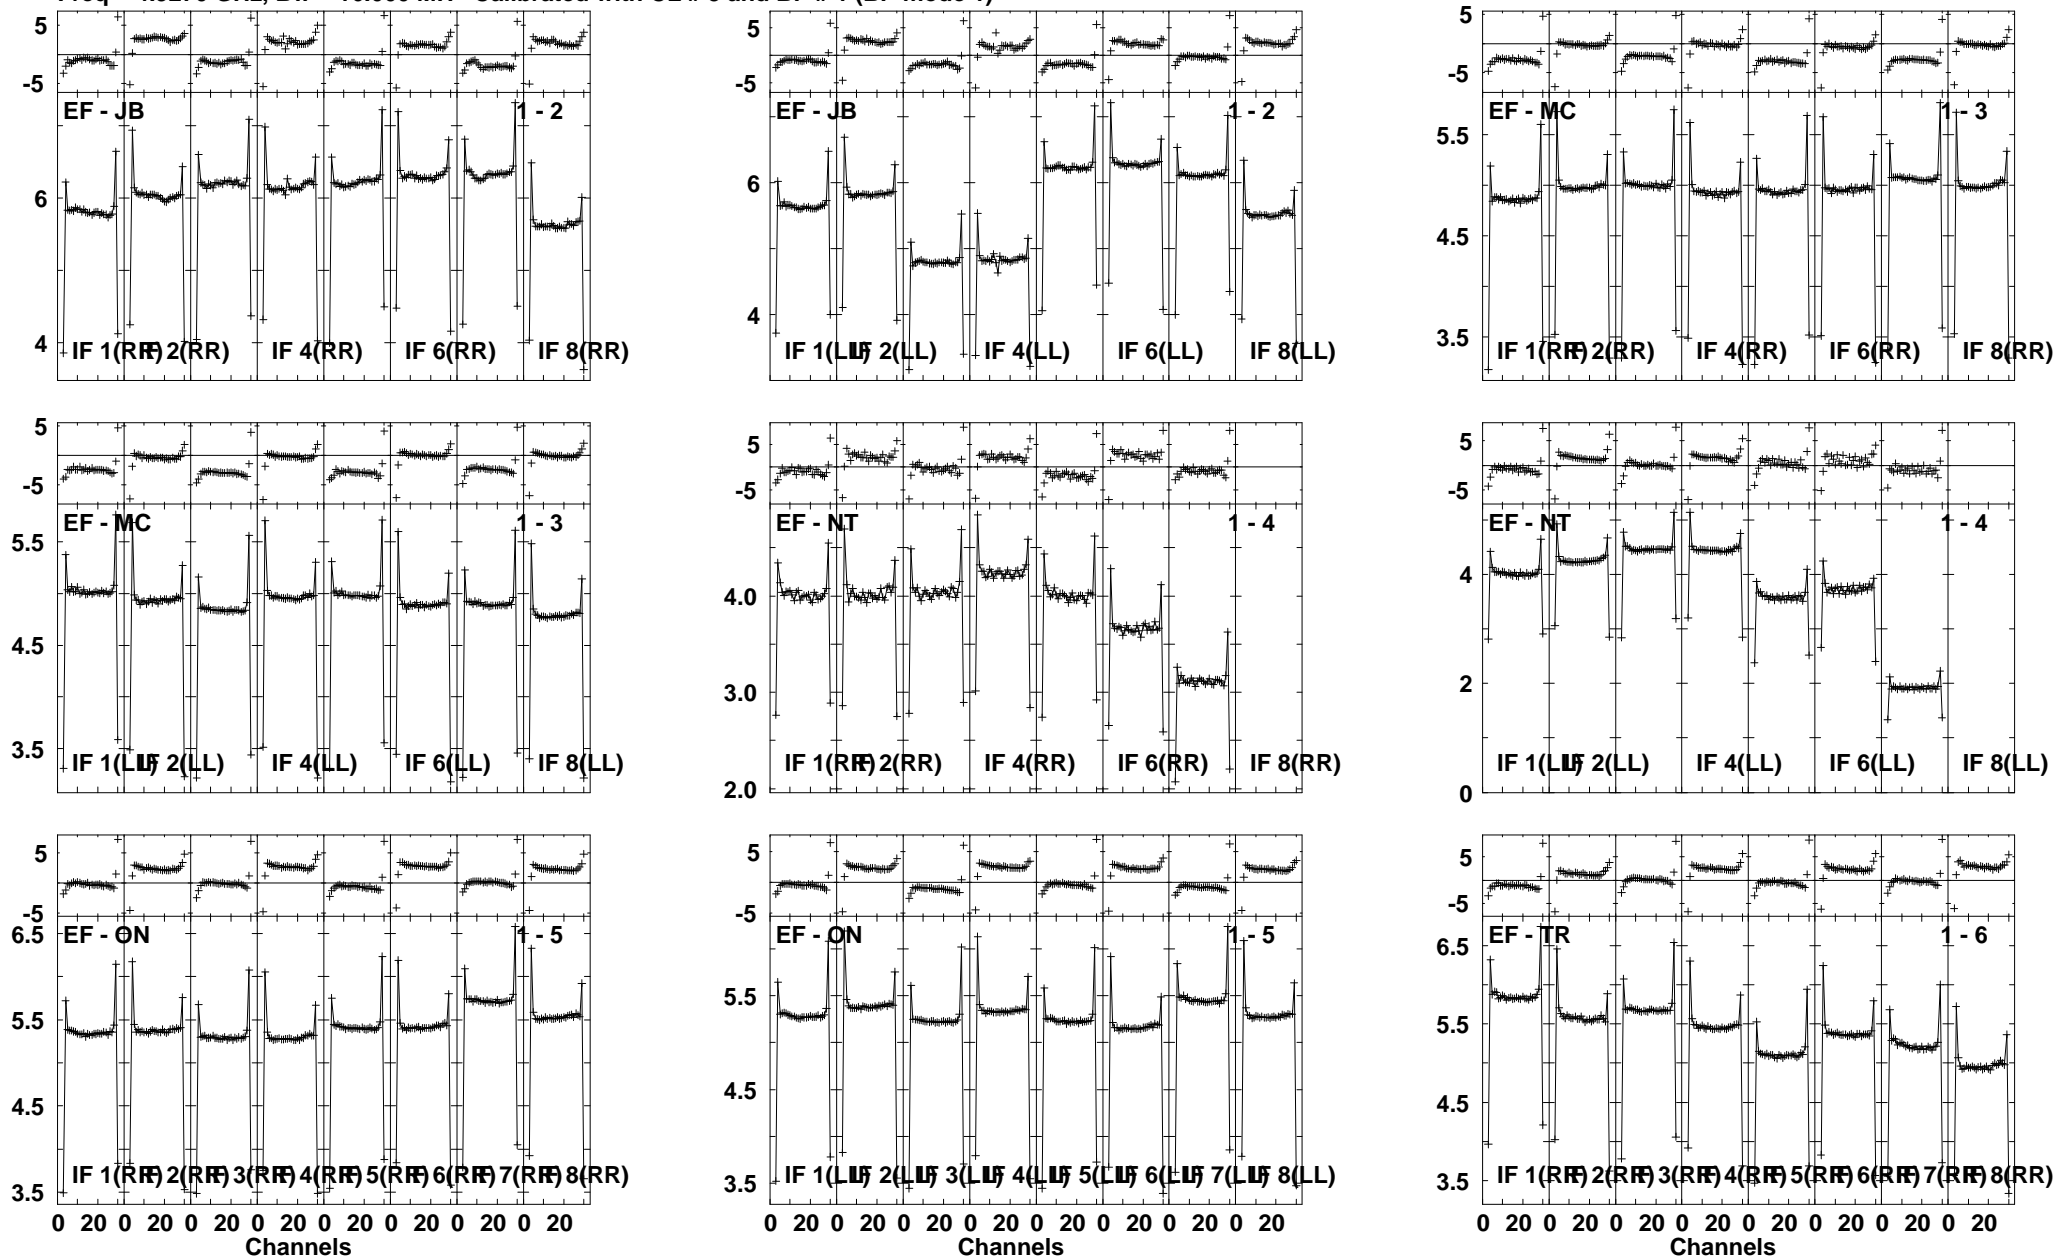 5 5 5
-5 -5 -5
EF - JB 1 - 2 EF - JB 1 - 2 EF - MC 1 - 3
5.5
6 6
4.5
4 4
3.5
IF 1(RR) IF 2(RR) IF 4(RR) IF 6(RR) IF 8(RR) IF 1(LL) IF 2(LL) IF 4(LL) IF 6(LL) IF 8(LL) IF 1(RR) IF 2(RR) IF 4(RR) IF 6(RR) IF 8(RR)
5 5 5
-5 -5 -5
EF - MC 1 - 3 EF - NT 1 - 4 EF - NT 1 - 4
5.5 4.0 4
4.5 3.0 2
3.5
IF 1(LL) IF 2(LL) IF 4(LL) IF 6(LL) IF 8(LL) IF 1(RR) IF 2(RR) IF 4(RR) IF 6(RR) IF 8(RR) IF 1(LL) IF 2(LL) IF 4(LL) IF 6(LL) IF 8(LL)
2.0 0
5 5 5
-5 -5 -5
EF - ON 1 - 5 EF - ON 1 - 5 EF - TR 1 - 6
6.5 6.5
5.5 5.5 5.5
4.5 4.5 4.5
3.5 3.5 3.5
IF 1(RR) IF 2(RR) IF 3(RR) IF 4(RR) IF 5(RR) IF 6(RR) IF 7(RR) IF 8(RR) IF 1(LL) IF 2(LL) IF 3(LL) IF 4(LL) IF 5(LL) IF 6(LL) IF 7(LL) IF 8(LL) IF 1(RR) IF 2(RR) IF 3(RR) IF 4(RR) IF 5(RR) IF 6(RR) IF 7(RR) IF 8(RR)
0 20 0 20 0 20 0 20 0 20 0 20 0 20 0 20 0 20 0 20 0 20 0 20 0 20 0 20 0 20 0 20 0 20 0 20 0 20 0 20 0 20 0 20 0 20 0 20
Channels Channels Channels